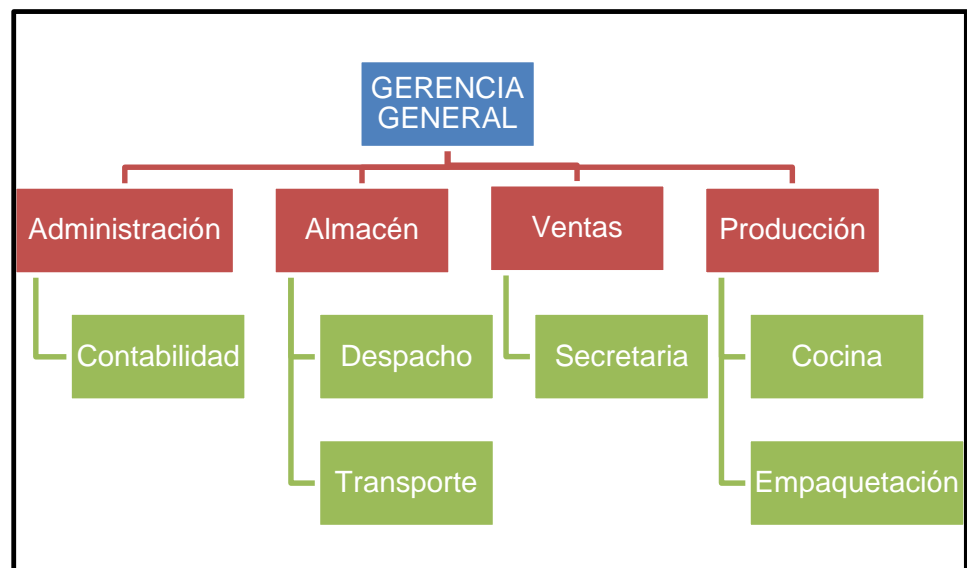 GERENCIA
GENERAL
Administración
Almacén
Ventas
Producción
Contabilidad
Despacho
Secretaria
Cocina
Transporte
Empaquetación